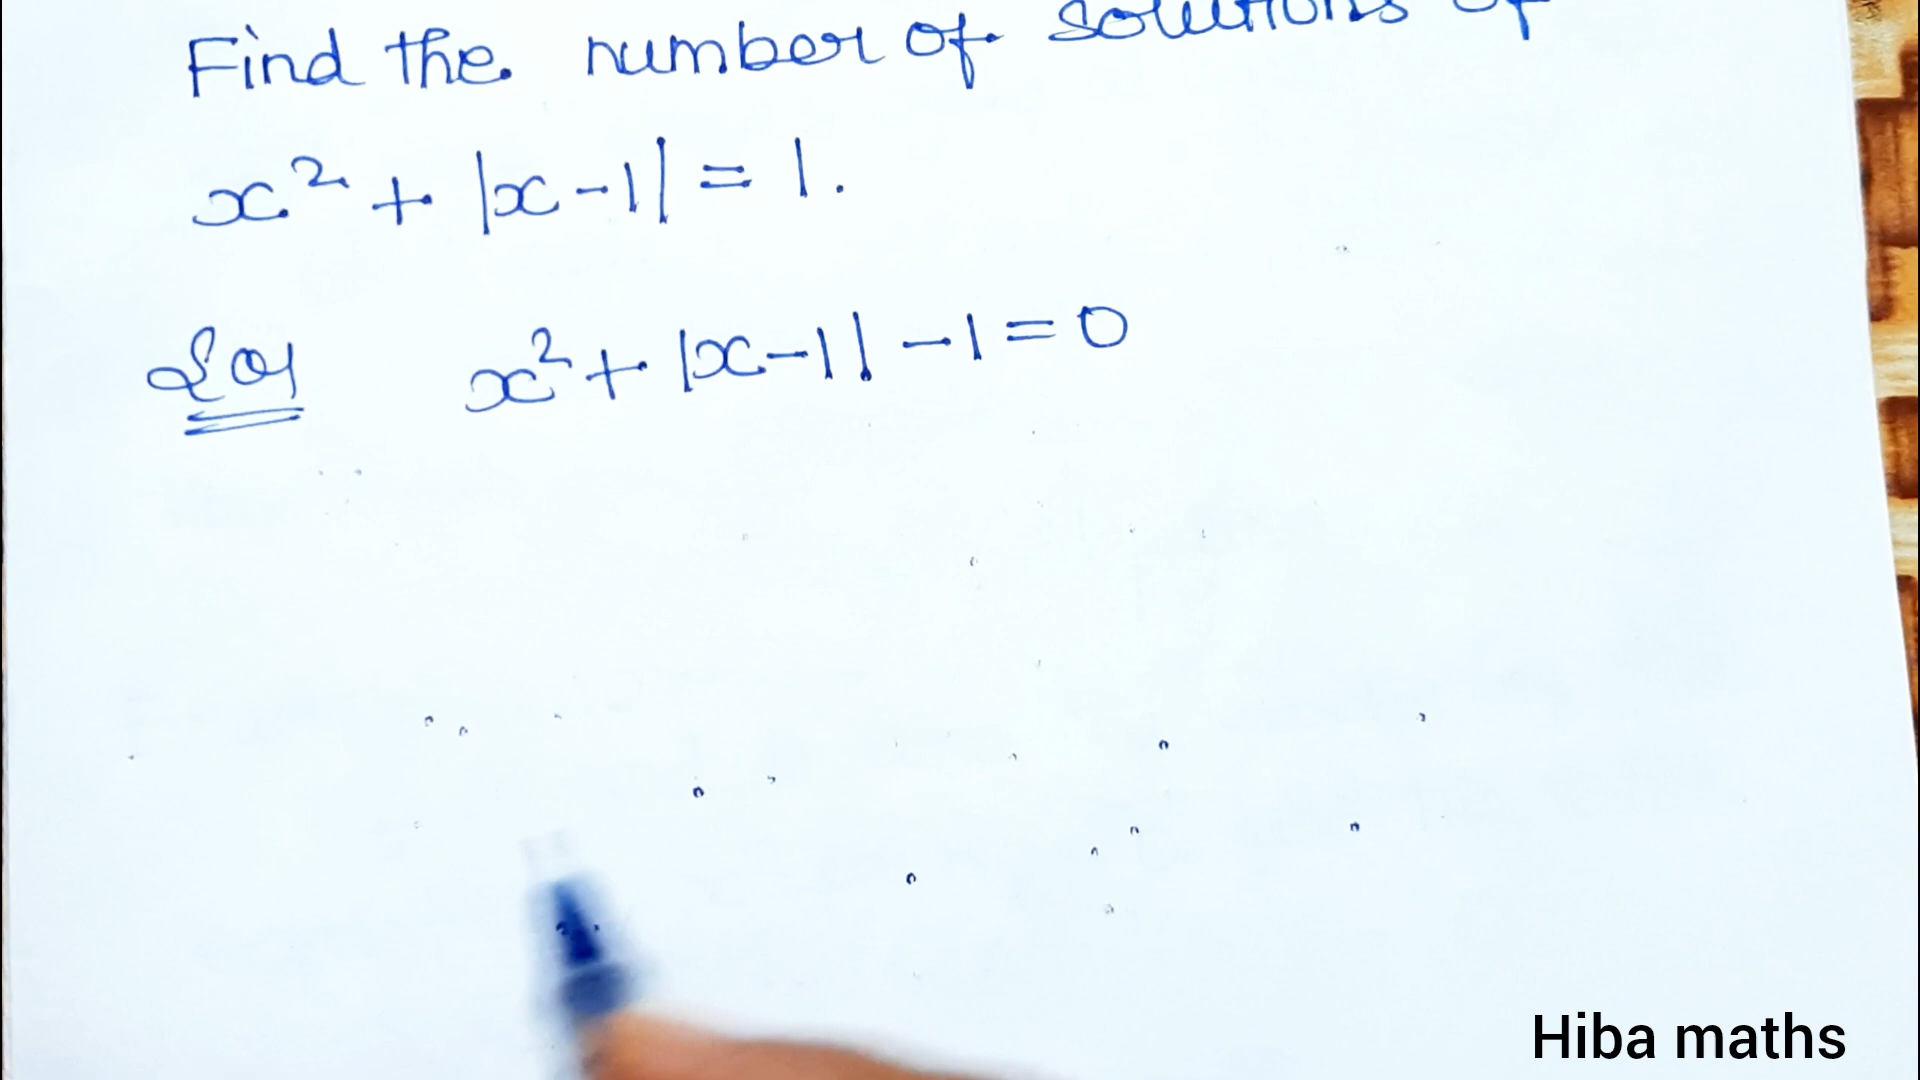 Find the number of solutions of
x² + |x - 1| = 1.
Sol x² + |x - 1| - 1 = 0
Hiba maths